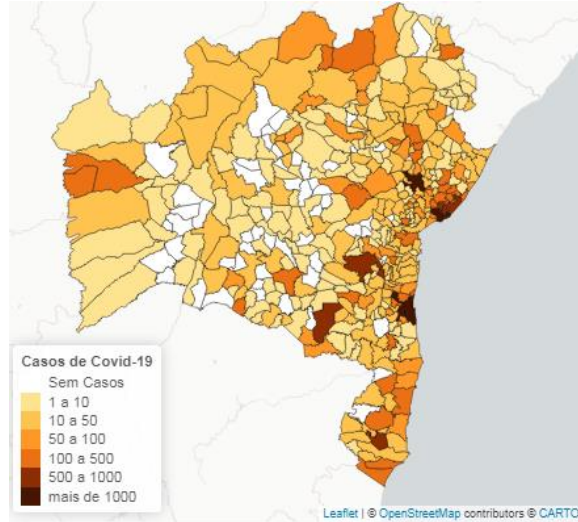 Casos de Covid-19
Sem Casos
1 a 10
10 a 50
50 a 100
100 a 500
500 a 1000
mais de 1000
Leaflet | © OpenStreetMap contributors © CARTO